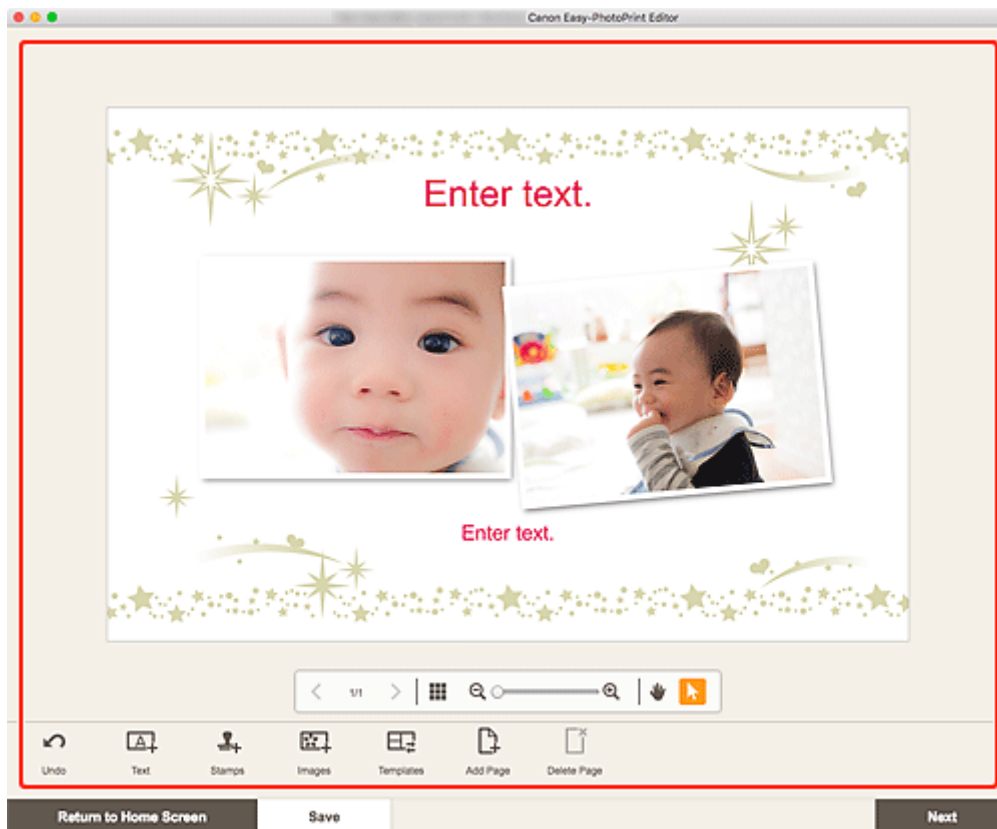 Canon Easy-PhotoPrint Editor
Enter text.
Enter text.
1/1
Undo
Text
Stamps
Images
Templates
Add Page
Delete Page
Return to Home Screen
Save
Next